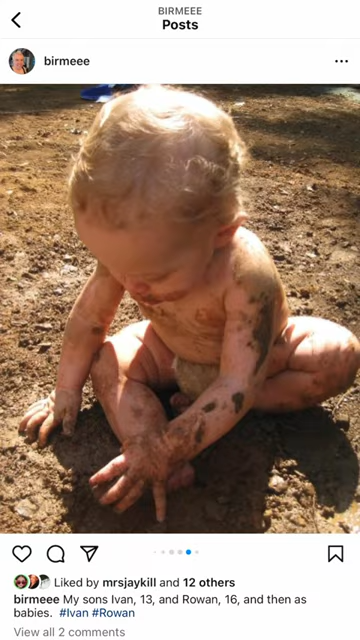 BIRMEEE
Posts
birmeee
Liked by mrsjaykill and 12 others
birmeee My sons Ivan, 13, and Rowan, 16, and then as
babies. #Ivan #Rowan
View all 2 comments